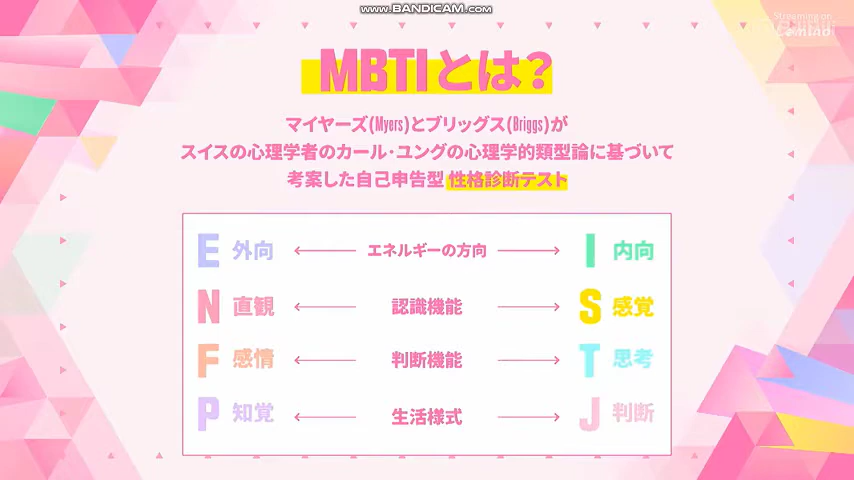 www.BANDICAM.com
Streaming on
MBTIとは？
マイヤーズ(Myers)とブリッグス(Briggs)が
スイスの心理学者のカール・ユングの心理学的類型論に基づいて
考案した自己申告型 性格診断テスト
E 外向 エネルギーの方向 I 内向
N 直観 認識機能 S 感覚
F 感情 判断機能 T 思考
P 知覚 生活様式 J 判断